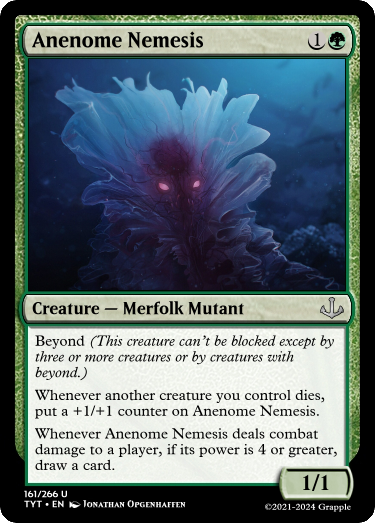 Anenome Nemesis 1
Creature — Merfolk Mutant
Beyond (This creature can't be blocked except by
three or more creatures or by creatures with
beyond.)
Whenever another creature you control dies,
put a +1/+1 counter on Anenome Nemesis.
Whenever Anenome Nemesis deals combat
damage to a player, if its power is 4 or greater,
draw a card.
1/1
161/266 U
TYT • EN Jonathan Opgenhaffen
©2021-2024 Grapple